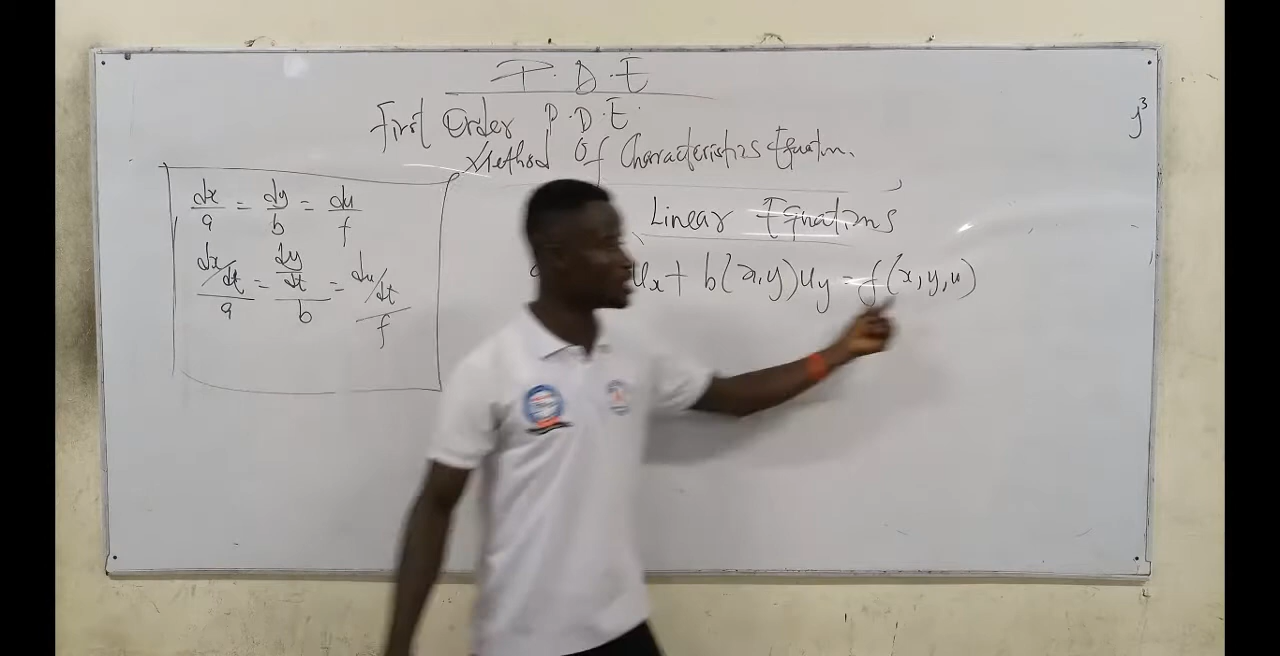 P.D.E
First Order P.D.E.
Method Of Characteristics Equation.
Linear Equations
dx/a = dy/b = du/f
dx/dt/a = dy/dt/b = du/dt/f
ux + b(x,y)uy = f(x,y,u)